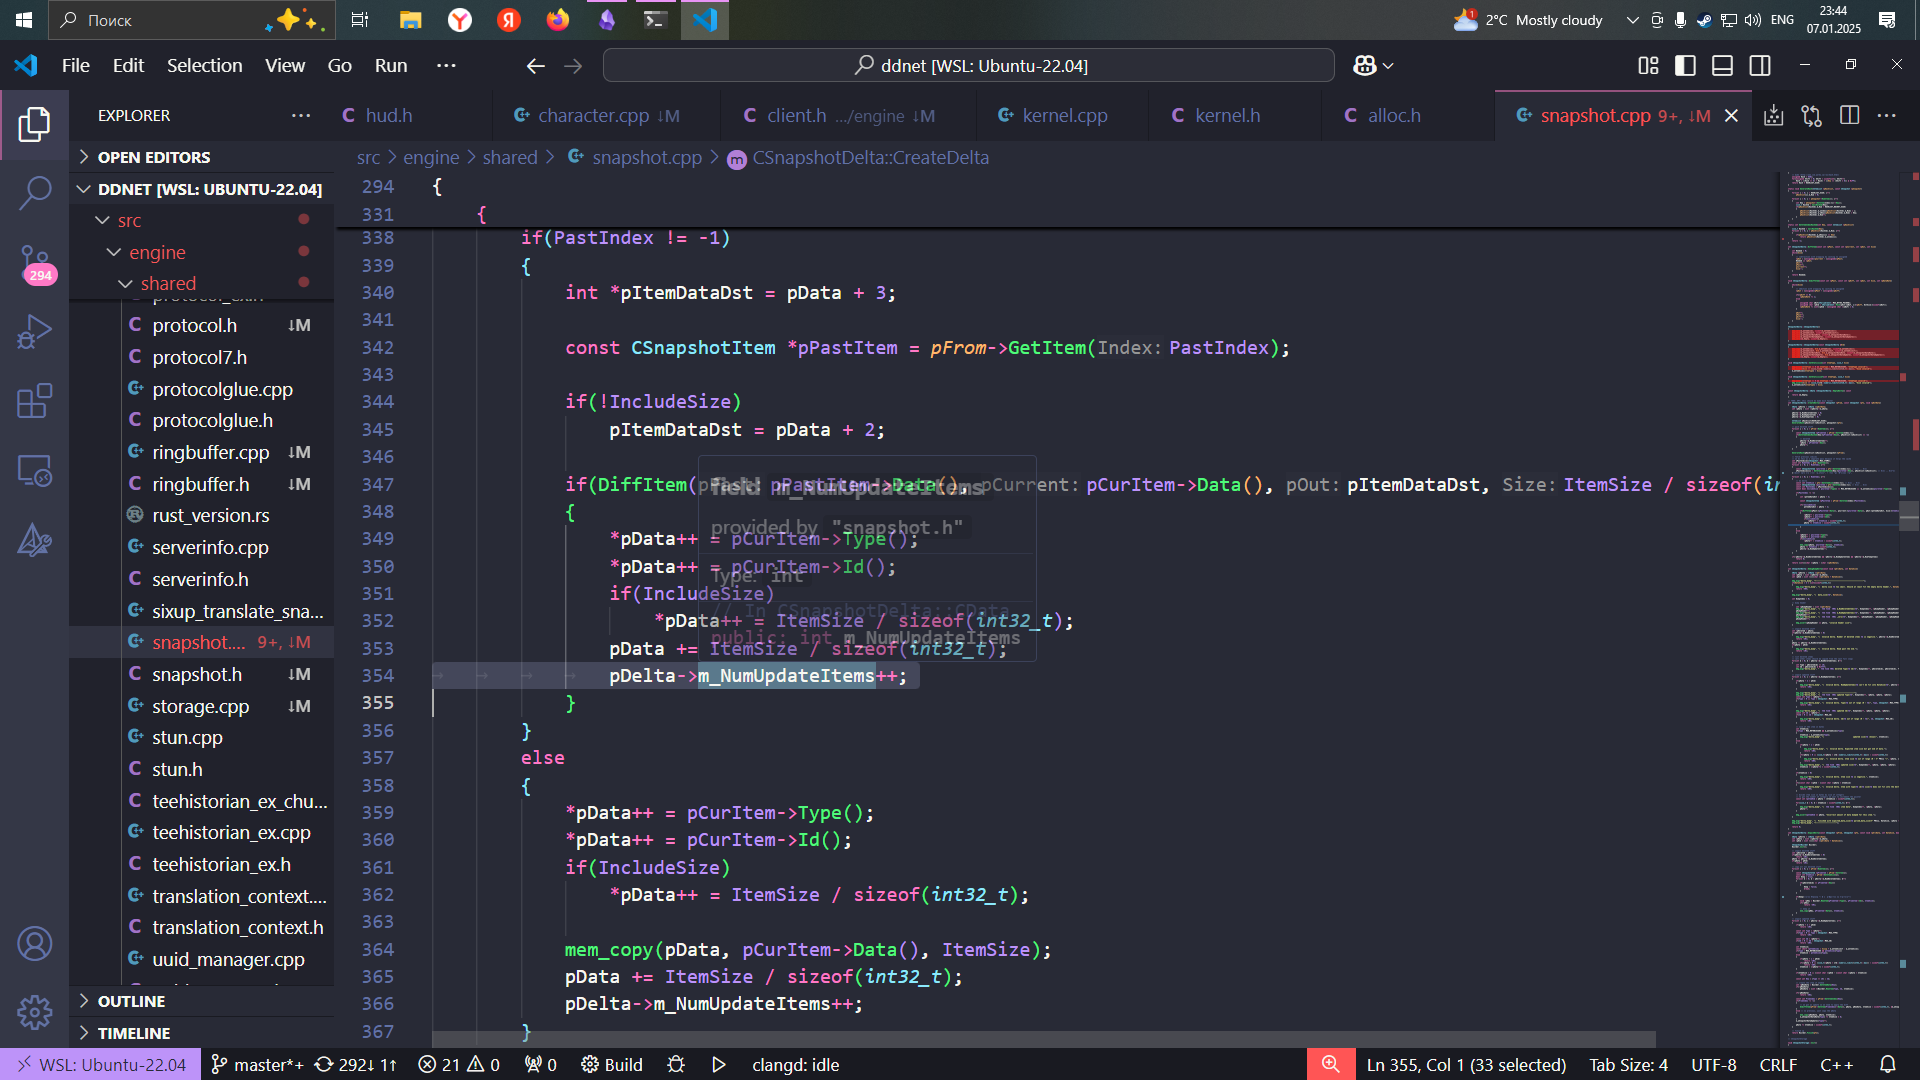 Поиск
1
2°C Mostly cloudy
ENG
23:44
07.01.2025
File Edit Selection View Go Run ···
ddnet [WSL: Ubuntu-22.04]
EXPLORER ···
hud.h
character.cpp ↓M
client.h .../engine ↓M
kernel.cpp
kernel.h
alloc.h
snapshot.cpp 9+, ↓M
OPEN EDITORS
DDNET [WSL: UBUNTU-22.04]
src
engine
shared
protocol.h ↓M
protocol7.h
protocolglue.cpp
protocolglue.h
ringbuffer.cpp ↓M
ringbuffer.h ↓M
rust_version.rs
serverinfo.cpp
serverinfo.h
sixup_translate_sna...
snapshot.... 9+, ↓M
snapshot.h ↓M
storage.cpp ↓M
stun.cpp
stun.h
teehistorian_ex_chu...
teehistorian_ex.cpp
teehistorian_ex.h
translation_context....
translation_context.h
uuid_manager.cpp
OUTLINE
TIMELINE
294
src > engine > shared > snapshot.cpp > CSnapshotDelta::CreateDelta
294 {
331 {
338 if(PastIndex != -1)
339 {
340 int *pItemDataDst = pData + 3;
341
342 const CSnapshotItem *pPastItem = pFrom->GetItem(Index: PastIndex);
343
344 if(!IncludeSize)
345 pItemDataDst = pData + 2;
346
347 if(DiffItem(pPast: pPastItem->Data(), pCurrent: pCurItem->Data(), pOut: pItemDataDst, Size: ItemSize / sizeof(in
348 {
349 *pData++ = pCurItem->Type();
350 *pData++ = pCurItem->Id();
351 if(IncludeSize)
352 *pData++ = ItemSize / sizeof(int32_t);
353 pData += ItemSize / sizeof(int32_t);
354 pDelta->m_NumUpdateItems++;
355 }
356 }
357 else
358 {
359 *pData++ = pCurItem->Type();
360 *pData++ = pCurItem->Id();
361 if(IncludeSize)
362 *pData++ = ItemSize / sizeof(int32_t);
363
364 mem_copy(pData, pCurItem->Data(), ItemSize);
365 pData += ItemSize / sizeof(int32_t);
366 pDelta->m_NumUpdateItems++;
367 }
field m_NumUpdateItems
provided by "snapshot.h"
Type: int
// In CSnapshotDelta::CData
public: int m_NumUpdateItems
WSL: Ubuntu-22.04
master*+
292↓ 1↑
21 0
0
Build
clangd: idle
Ln 355, Col 1 (33 selected)
Tab Size: 4
UTF-8
CRLF
C++